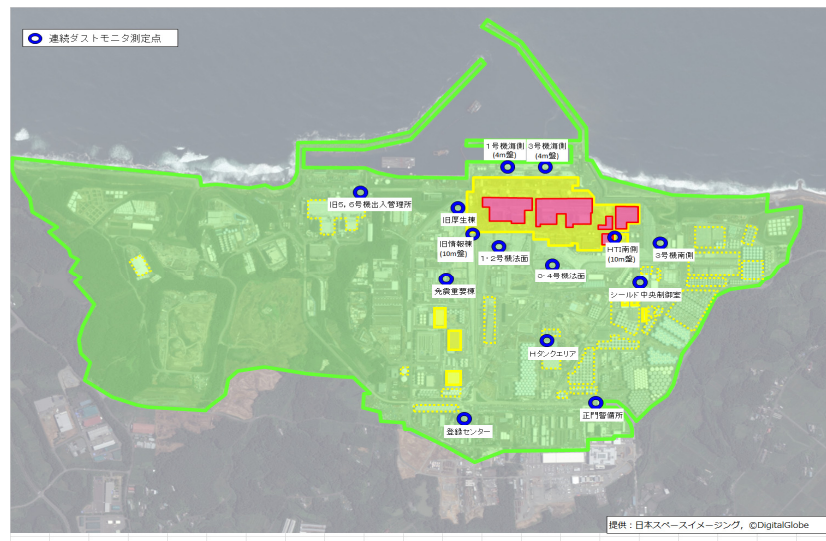 連続ダストモニタ測定点
1号機海側
(4m盤)
3号機海側
(4m盤)
旧5,6号機出入管理所
旧厚生棟
旧情報棟
(10m盤)
1・2号機法面
HTI南側
(10m盤)
3号機南側
3・4号機法面
免震重要棟
シールド中央制御室
Hタンクエリア
正門警備所
登録センター
提供：日本スペースイメージング，©DigitalGlobe